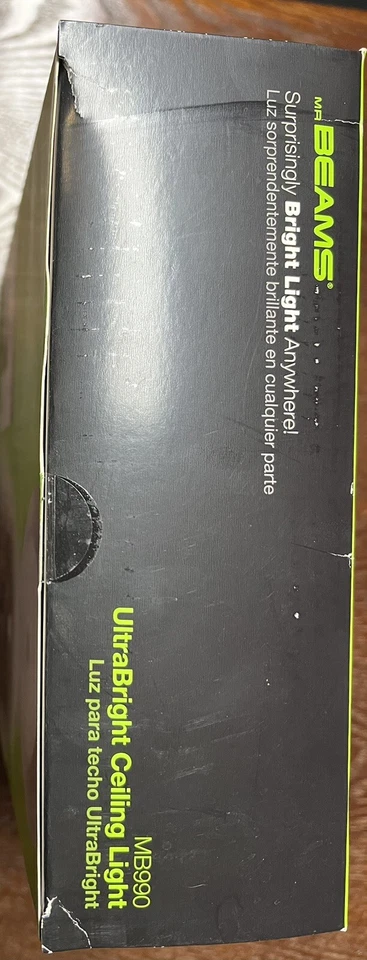 MR BEAMS®
Surprisingly Bright Light Anywhere!
Luz sorprendentemente brillante en cualquier parte
MB990
UltraBright Ceiling Light
Luz para techo UltraBright